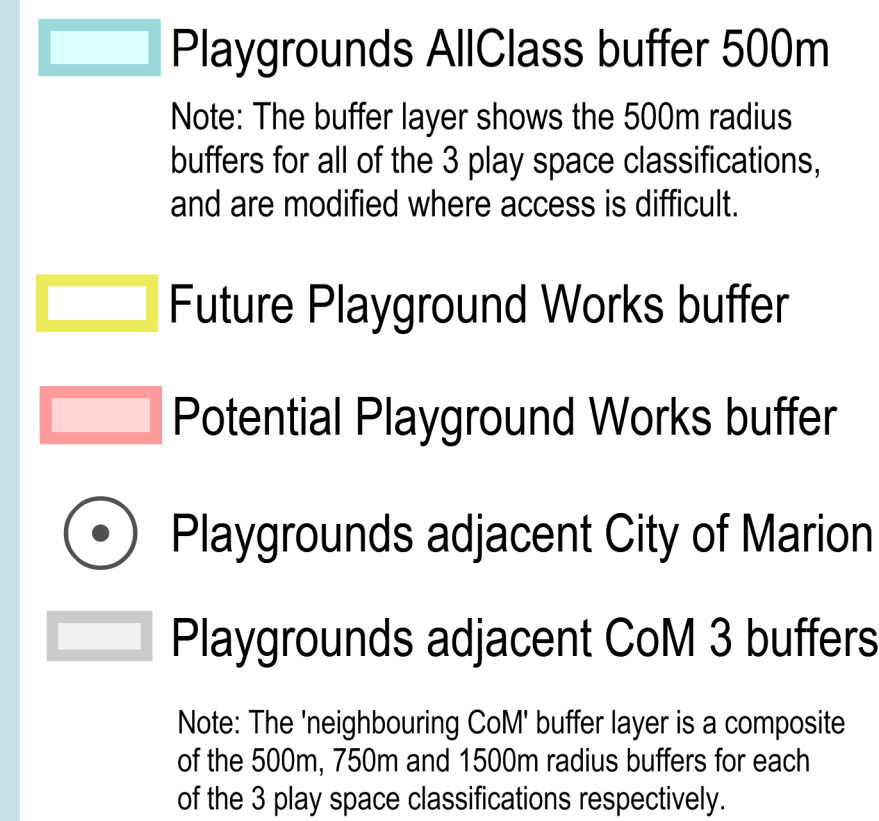 Playgrounds AllClass buffer 500m
Note: The buffer layer shows the 500m radius
buffers for all of the 3 play space classifications,
and are modified where access is difficult.
Future Playground Works buffer
Potential Playground Works buffer
Playgrounds adjacent City of Marion
Playgrounds adjacent CoM 3 buffers
Note: The 'neighbouring CoM' buffer layer is a composite
of the 500m, 750m and 1500m radius buffers for each
of the 3 play space classifications respectively.